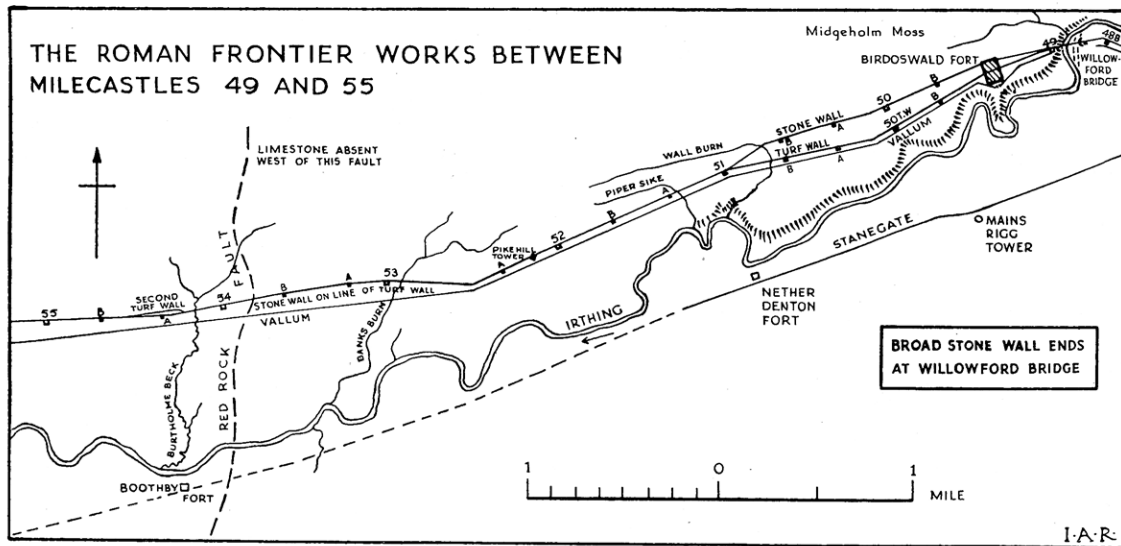 THE ROMAN FRONTIER WORKS BETWEEN
MILECASTLES 49 AND 55
Midgeholm Moss
BIRDOSWALD FORT
49
48B
WILLOW-
FORD
BRIDGE
LIMESTONE ABSENT
WEST OF THIS FAULT
50
B
STONE WALL
A
B
50T.W
B
VALLUM
TURF WALL
A
B
WALL BURN
51
PIPER SIKE
A
B
52
PIKE HILL
TOWER
A
STANEGATE
MAINS
RIGG
TOWER
NETHER
DENTON
FORT
IRTHING
FAULT
RED ROCK
53
A
B
54
SECOND
TURF WALL
A
B
55
STONE WALL ON LINE OF TURF WALL
VALLUM
BANKS BURN
BURTHOLME BECK
BOOTHBY
FORT
BROAD STONE WALL ENDS
AT WILLOWFORD BRIDGE
1 0 1
MILE
I.A.R.